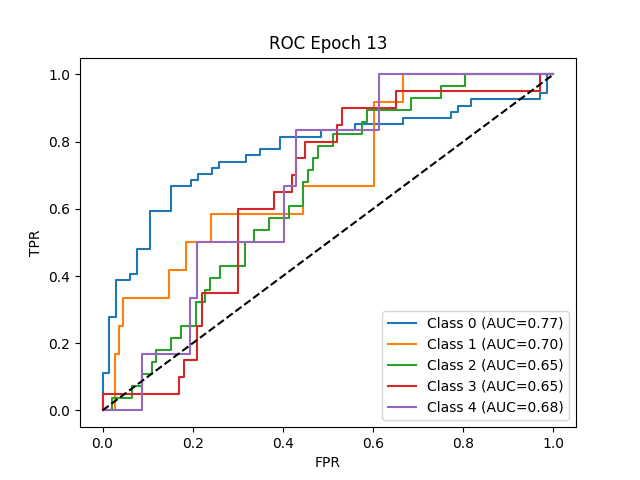 ROC Epoch 13
TPR
1.0
0.8
0.6
0.4
0.2
0.0
Class 0 (AUC=0.77)
Class 1 (AUC=0.70)
Class 2 (AUC=0.65)
Class 3 (AUC=0.65)
Class 4 (AUC=0.68)
0.0 0.2 0.4 0.6 0.8 1.0
FPR